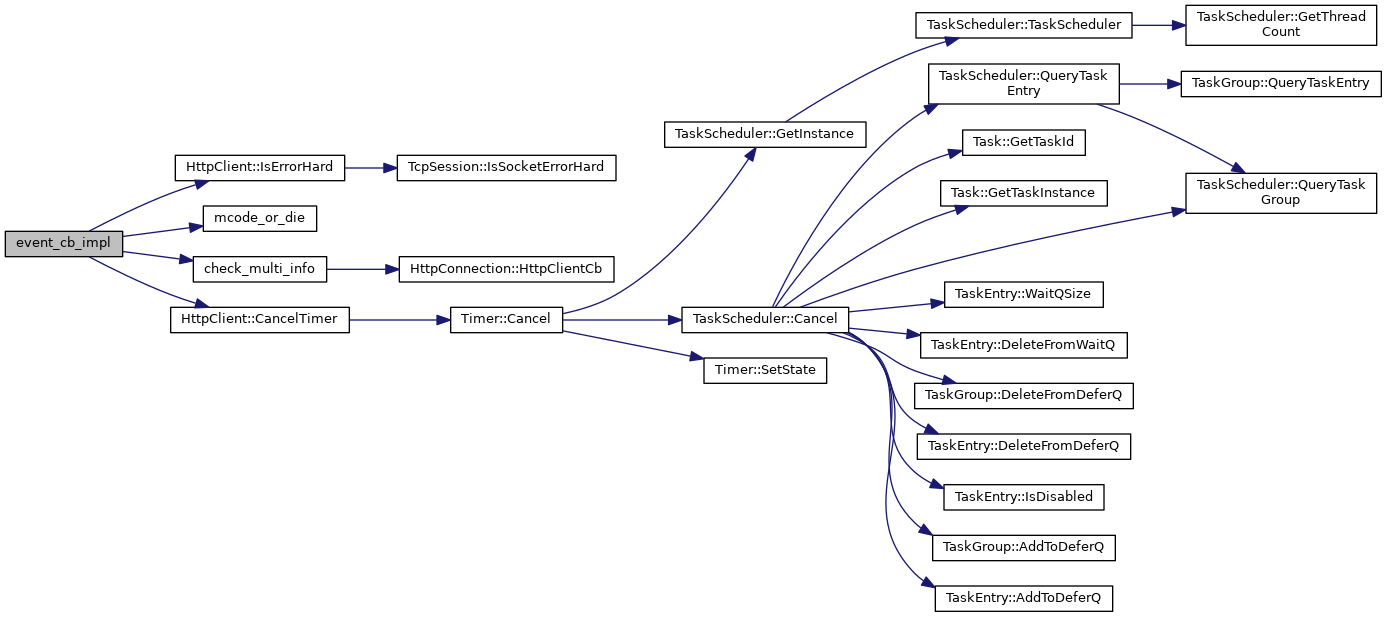 TaskScheduler::TaskScheduler
TaskScheduler::GetThread
Count
TaskScheduler::QueryTask
Entry
TaskGroup::QueryTaskEntry
TaskScheduler::GetInstance
Task::GetTaskId
HttpClient::IsErrorHard
TcpSession::IsSocketErrorHard
Task::GetTaskInstance
TaskScheduler::QueryTask
Group
mcode_or_die
event_cb_impl
check_multi_info
HttpConnection::HttpClientCb
TaskEntry::WaitQSize
HttpClient::CancelTimer
Timer::Cancel
TaskScheduler::Cancel
TaskEntry::DeleteFromWaitQ
Timer::SetState
TaskGroup::DeleteFromDeferQ
TaskEntry::DeleteFromDeferQ
TaskEntry::IsDisabled
TaskGroup::AddToDeferQ
TaskEntry::AddToDeferQ